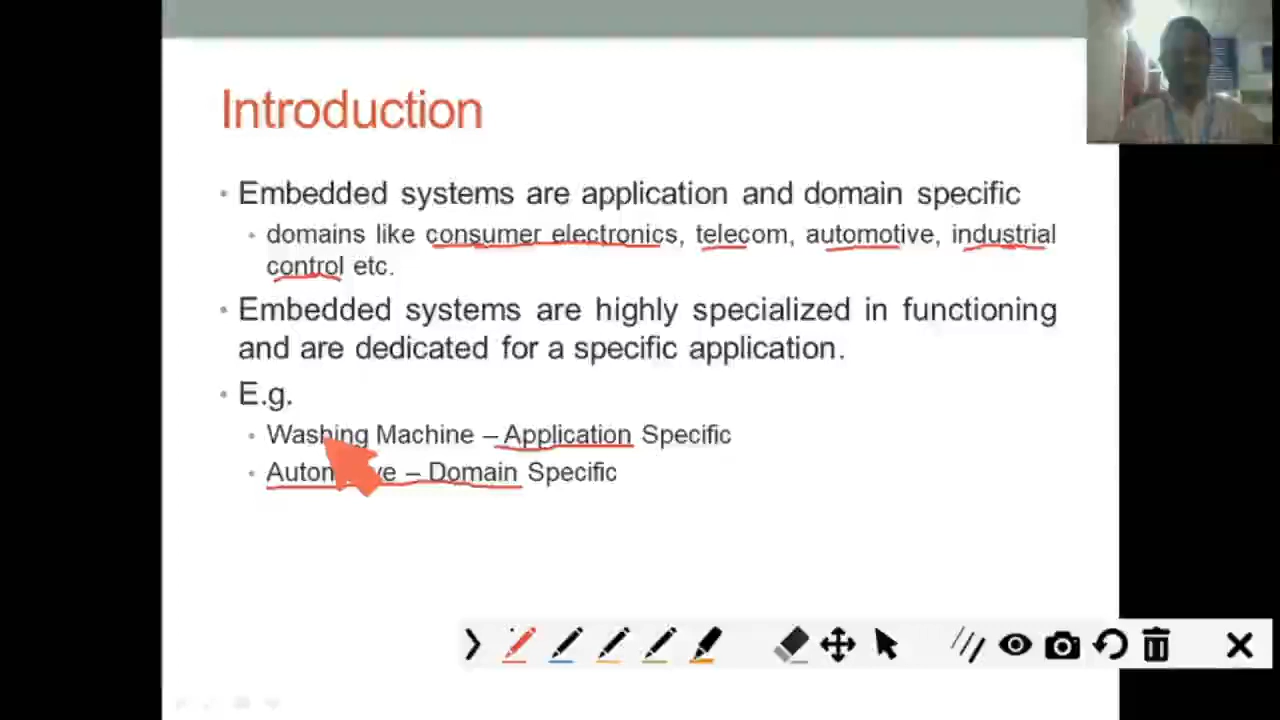 Introduction
Embedded systems are application and domain specific
domains like consumer electronics, telecom, automotive, industrial
control etc.
Embedded systems are highly specialized in functioning
and are dedicated for a specific application.
E.g.
Washing Machine – Application Specific
Automotive – Domain Specific